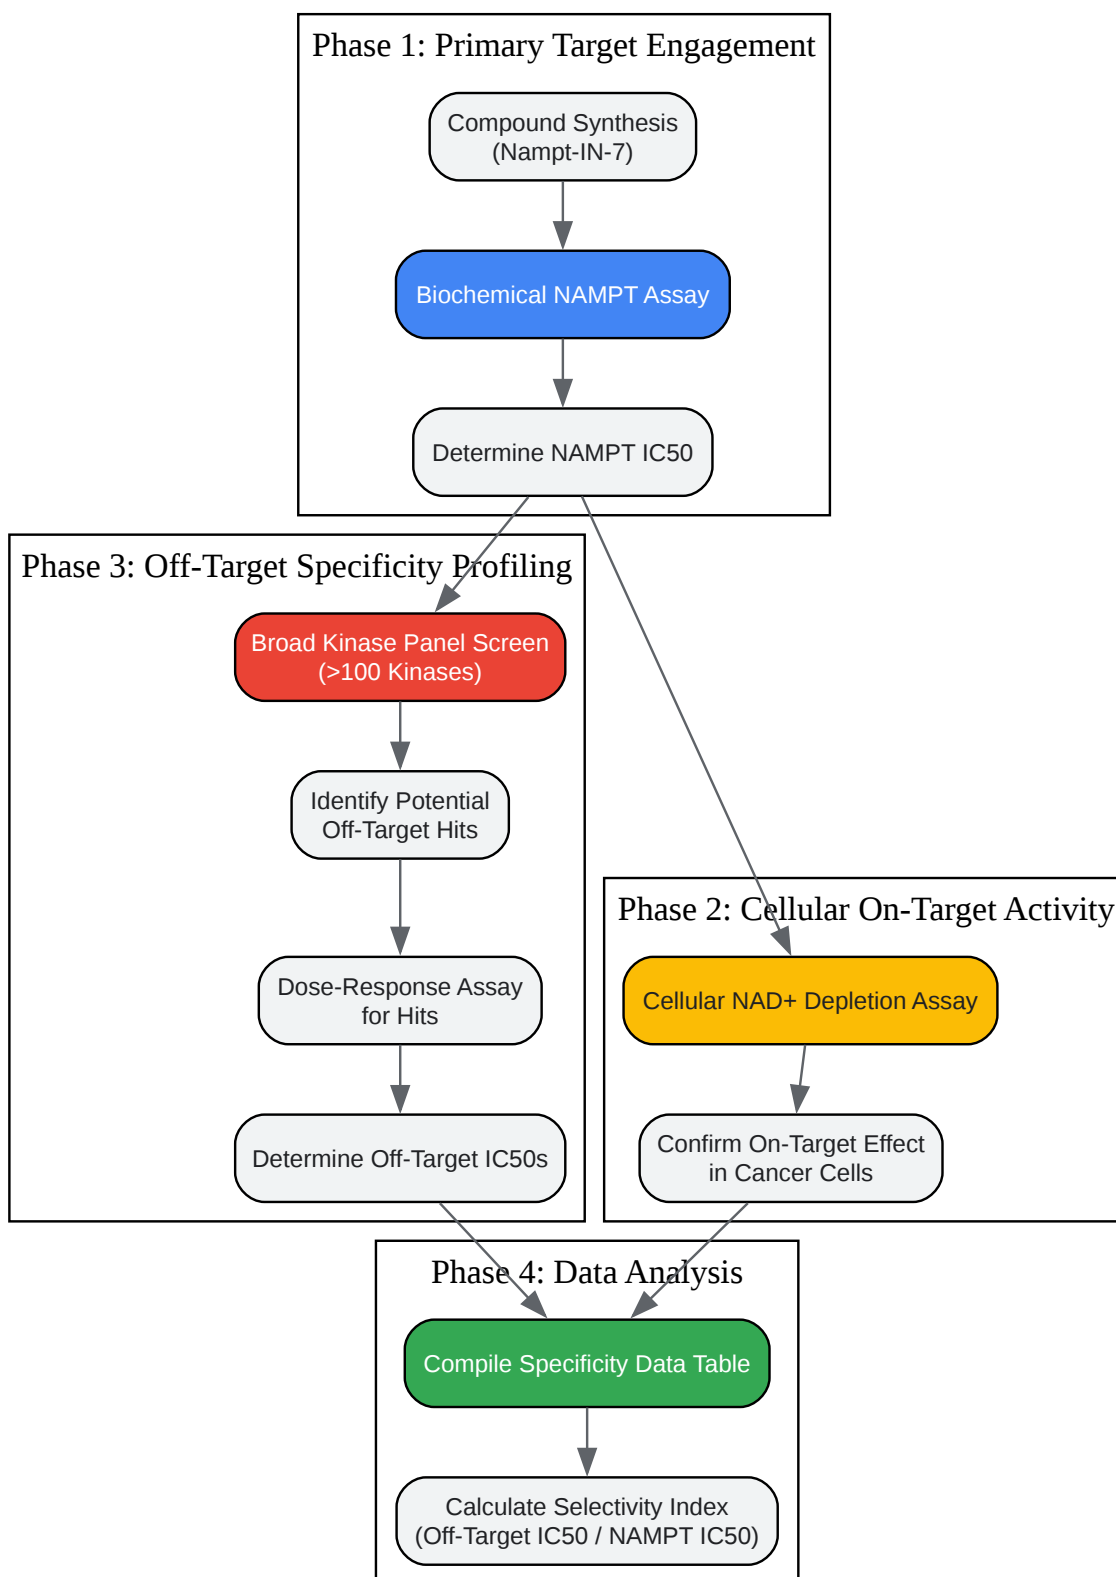 Phase 1: Primary Target Engagement
Compound Synthesis
(Nampt-IN-7)
Biochemical NAMPT Assay
Determine NAMPT IC50
Phase 3: Off-Target Specificity Profiling
Broad Kinase Panel Screen
(>100 Kinases)
Identify Potential
Off-Target Hits
Dose-Response Assay
for Hits
Determine Off-Target IC50s
Phase 2: Cellular On-Target Activity
Cellular NAD+ Depletion Assay
Confirm On-Target Effect
in Cancer Cells
Phase 4: Data Analysis
Compile Specificity Data Table
Calculate Selectivity Index
(Off-Target IC50 / NAMPT IC50)